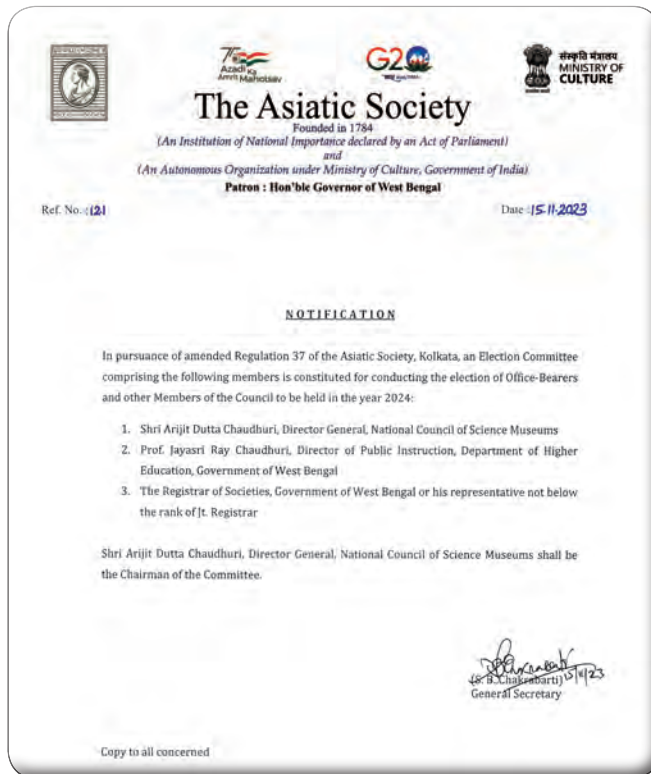 75
Azadi Ka
Amrit Mahotsav
G20
संस्कृति मंत्रालय
MINISTRY OF
CULTURE
The Asiatic Society
Founded in 1784
(An Institution of National Importance declared by an Act of Parliament)
and
(An Autonomous Organization under Ministry of Culture, Government of India)
Patron : Hon'ble Governor of West Bengal
Ref. No. : 121
Date : 15.11.2023
NOTIFICATION
In pursuance of amended Regulation 37 of the Asiatic Society, Kolkata, an Election Committee
comprising the following members is constituted for conducting the election of Office-Bearers
and other Members of the Council to be held in the year 2024:
1. Shri Arijit Dutta Chaudhuri, Director General, National Council of Science Museums
2. Prof. Jayasri Ray Chaudhuri, Director of Public Instruction, Department of Higher
Education, Government of West Bengal
3. The Registrar of Societies, Government of West Bengal or his representative not below
the rank of Jt. Registrar
Shri Arijit Dutta Chaudhuri, Director General, National Council of Science Museums shall be
the Chairman of the Committee.
15/11/23
(S. B. Chakrabarti)
General Secretary
Copy to all concerned